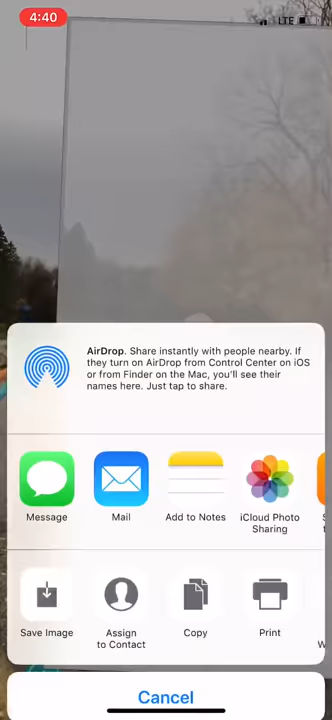 4:40
LTE
AirDrop. Share instantly with people nearby. If
they turn on AirDrop from Control Center on iOS
or from Finder on the Mac, you'll see their
names here. Just tap to share.
Message
Mail
Add to Notes
iCloud Photo
Sharing
Save Image
Assign
to Contact
Copy
Print
Cancel